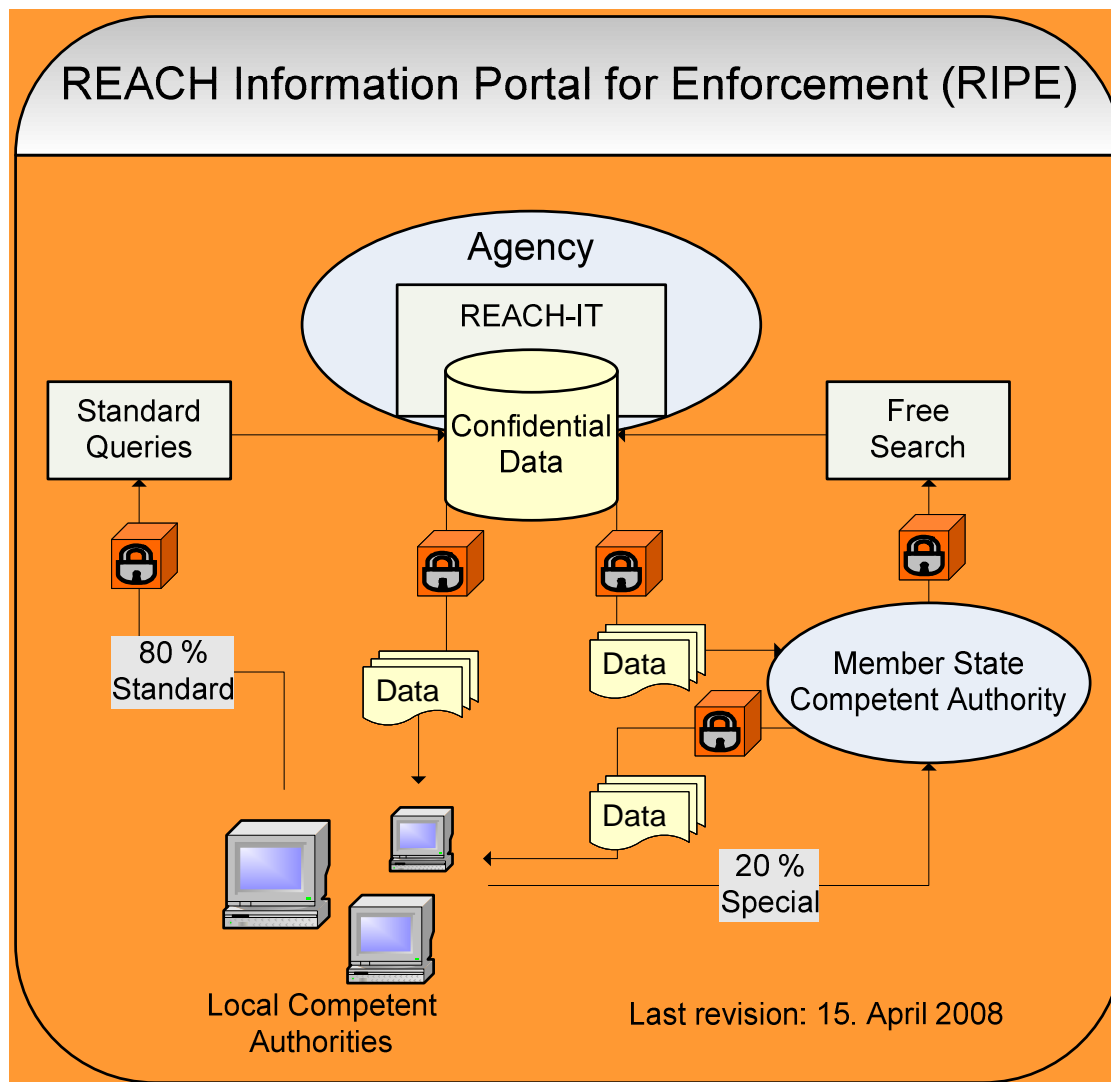 REACH Information Portal for Enforcement (RIPE)
Agency
REACH-IT
Confidential
Data
Standard
Queries
Free
Search
80 %
Standard
Data
Data
Member State
Competent Authority
Data
20 %
Special
Local Competent
Authorities
Last revision: 15. April 2008